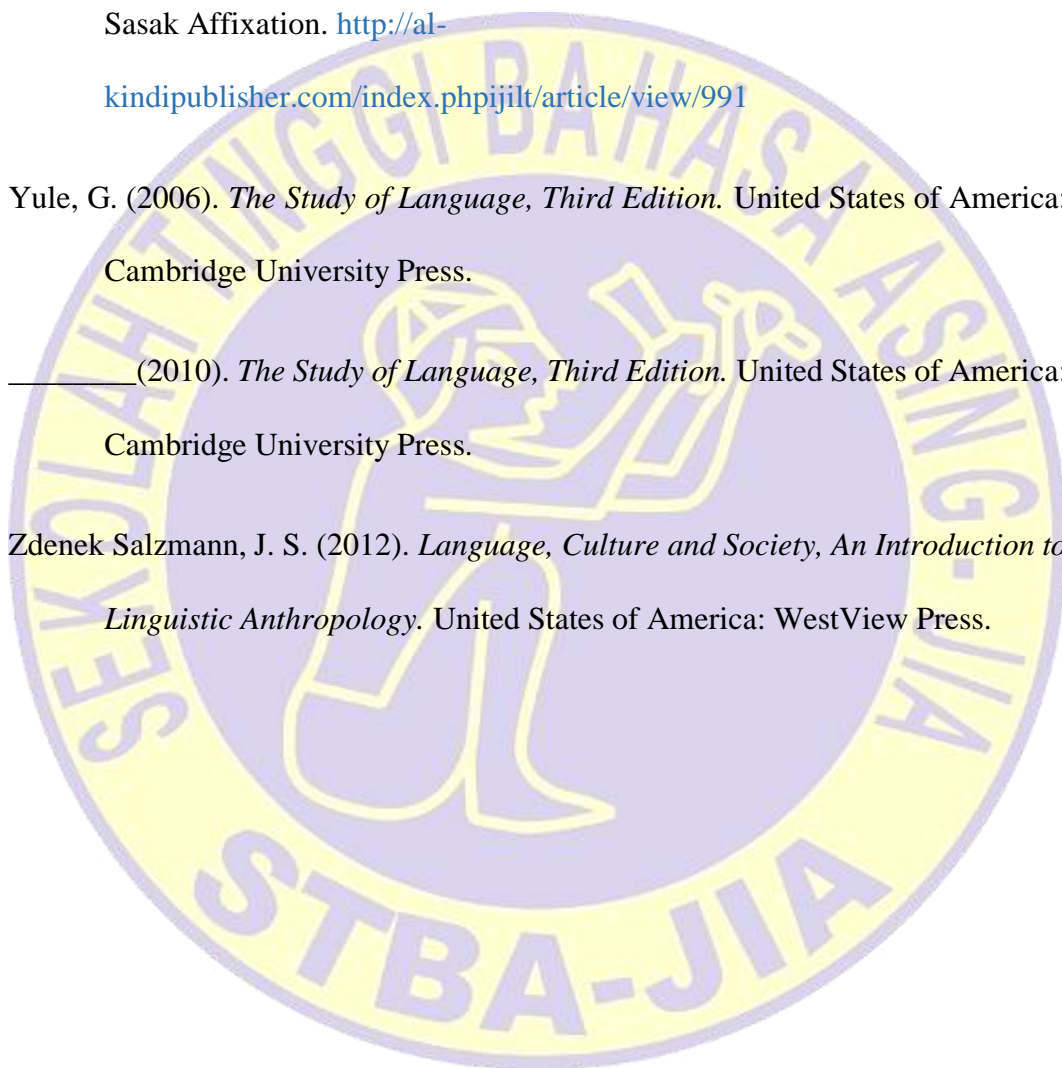 Sasak Affixation. http://al-
kindipublisher.com/index.phpijilt/article/view/991
Yule, G. (2006). The Study of Language, Third Edition. United States of America:
Cambridge University Press.
________(2010). The Study of Language, Third Edition. United States of America:
Cambridge University Press.
Zdenek Salzmann, J. S. (2012). Language, Culture and Society, An Introduction to
Linguistic Anthropology. United States of America: WestView Press.
SEKOLAH TINGGI BAHASA ASING - JIA
STBA-JIA